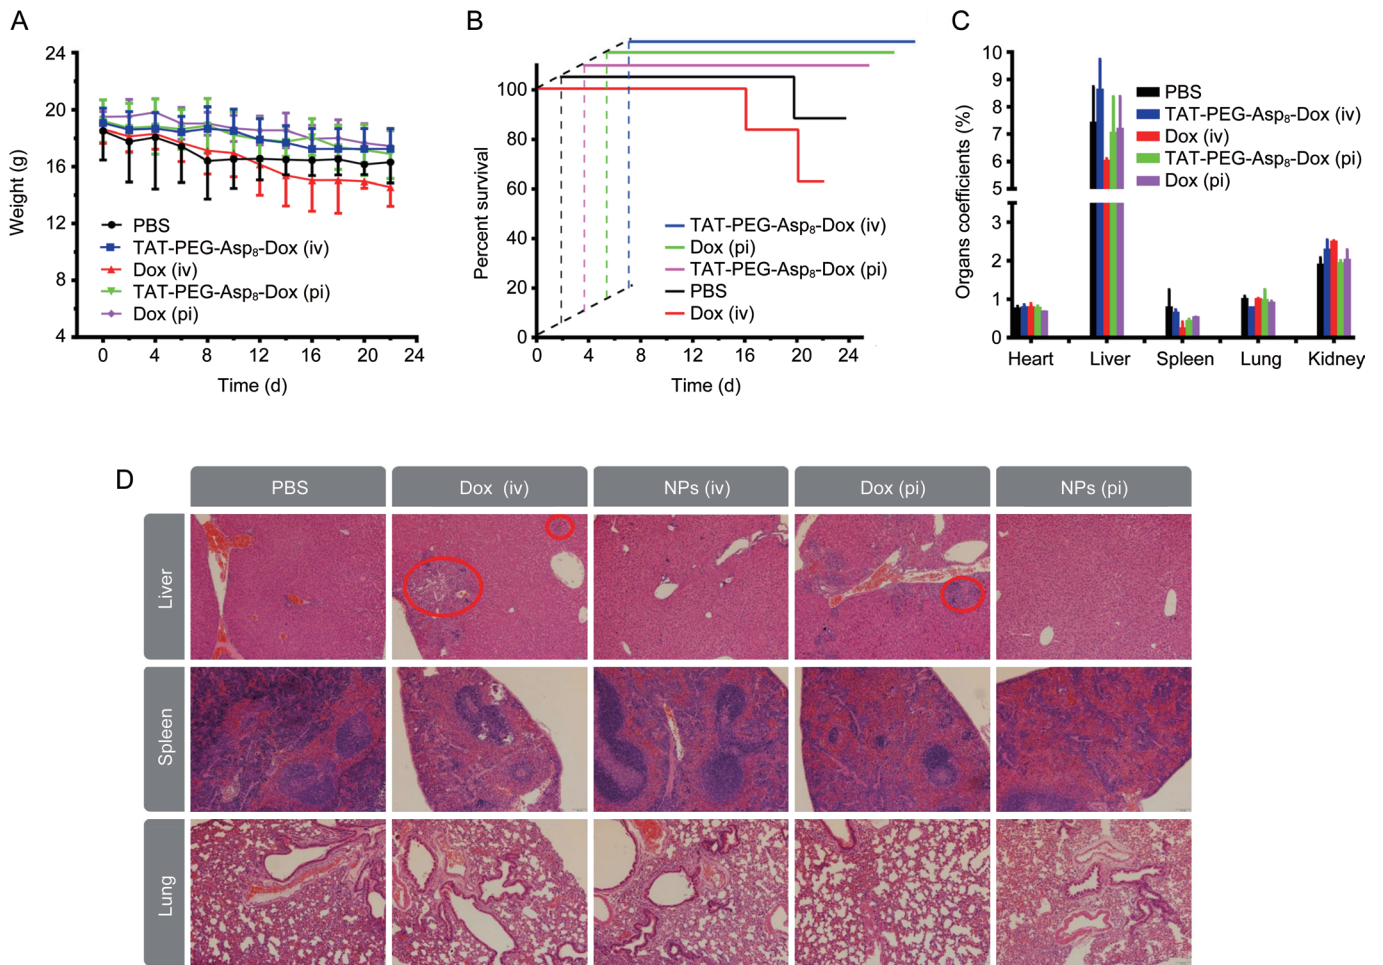 A
24
20
16
12
8
4
Weight (g)
PBS
TAT-PEG-Asp₈-Dox (iv)
Dox (iv)
TAT-PEG-Asp₈-Dox (pi)
Dox (pi)
0 4 8 12 16 20 24
Time (d)
B
100
80
60
40
20
0
Percent survival
TAT-PEG-Asp₈-Dox (iv)
Dox (pi)
TAT-PEG-Asp₈-Dox (pi)
PBS
Dox (iv)
0 4 8 12 16 20 24
Time (d)
C
10
9
8
7
6
5
3
2
1
0
Organs coefficients (%)
PBS
TAT-PEG-Asp₈-Dox (iv)
Dox (iv)
TAT-PEG-Asp₈-Dox (pi)
Dox (pi)
Heart Liver Spleen Lung Kidney
D
PBS Dox (iv) NPs (iv) Dox (pi) NPs (pi)
Liver
Spleen
Lung